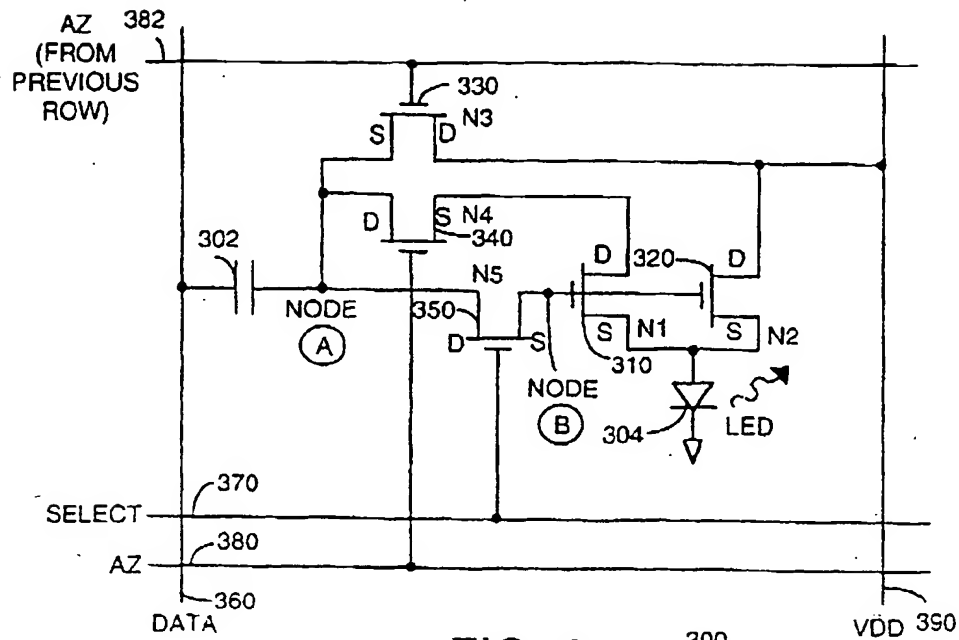 AZ 382
(FROM
PREVIOUS
ROW)
330
N3
S D
D S N4
340
302
320 D
D
N5
NODE
A
350
D S
S N1
310
S N2
NODE
B
304
LED
370
SELECT
380
AZ
360
DATA
390
VDD